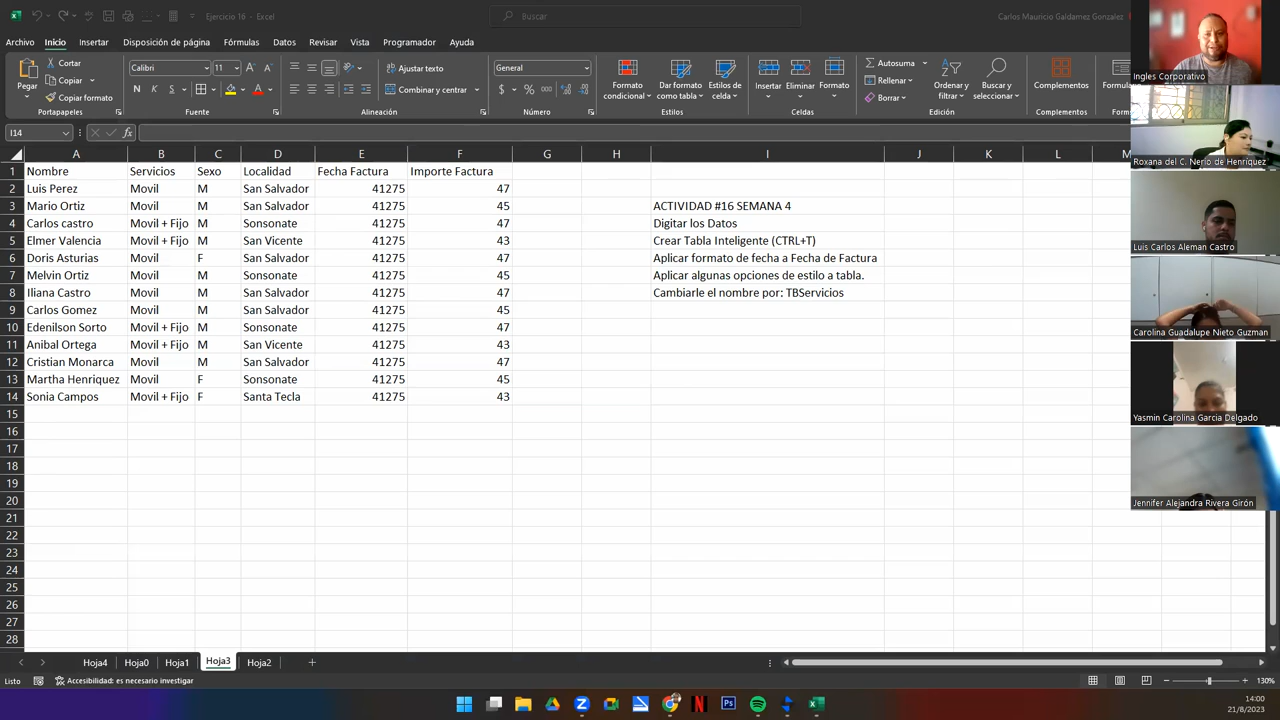 Ejercicio 16 - Excel
Buscar
Carlos Mauricio Galdamez Gonzalez
Archivo Inicio Insertar Disposición de página Fórmulas Datos Revisar Vista Programador Ayuda
Pegar
Cortar
Copiar
Copiar formato
Portapapeles
Calibri 11
N K S
Fuente
Ajustar texto
Combinar y centrar
Alineación
General
$ % 000
Número
Formato condicional
Dar formato como tabla
Estilos de celda
Estilos
Insertar
Eliminar
Formato
Celdas
Autosuma
Rellenar
Borrar
Ordenar y filtrar
Buscar y seleccionar
Edición
Complementos
Complementos
I14
fx
A B C D E F G H I J K L M
1 Nombre Servicios Sexo Localidad Fecha Factura Importe Factura
2 Luis Perez Movil M San Salvador 41275 47
3 Mario Ortiz Movil M San Salvador 41275 45 ACTIVIDAD #16 SEMANA 4
4 Carlos castro Movil + Fijo M Sonsonate 41275 47 Digitar los Datos
5 Elmer Valencia Movil + Fijo M San Vicente 41275 43 Crear Tabla Inteligente (CTRL+T)
6 Doris Asturias Movil F San Salvador 41275 47 Aplicar formato de fecha a Fecha de Factura
7 Melvin Ortiz Movil M Sonsonate 41275 45 Aplicar algunas opciones de estilo a tabla.
8 Iliana Castro Movil M San Salvador 41275 47 Cambiarle el nombre por: TBServicios
9 Carlos Gomez Movil M San Salvador 41275 45
10 Edenilson Sorto Movil + Fijo M Sonsonate 41275 47
11 Anibal Ortega Movil + Fijo M San Vicente 41275 43
12 Cristian Monarca Movil M San Salvador 41275 47
13 Martha Henriquez Movil F Sonsonate 41275 45
14 Sonia Campos Movil + Fijo F Santa Tecla 41275 43
15
16
17
18
19
20
21
22
23
24
25
26
27
28
Hoja4 Hoja0 Hoja1 Hoja3 Hoja2
Listo Accesibilidad: es necesario investigar
130%
14:00
21/8/2023
Ingles Corporativo
Roxana del C. Nerio de Henríquez
Luis Carlos Aleman Castro
Carolina Guadalupe Nieto Guzman
Yasmin Carolina Garcia Delgado
Jennifer Alejandra Rivera Girón